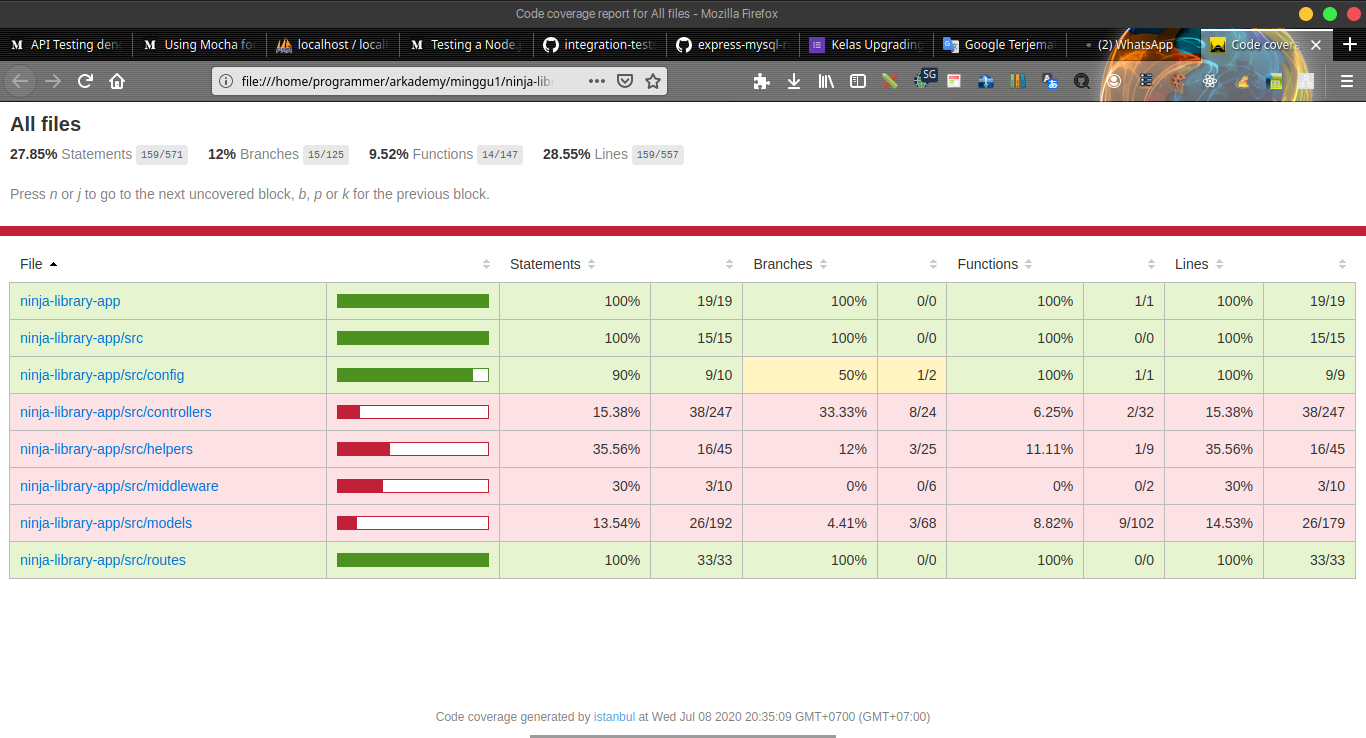 Code coverage report for All files - Mozilla Firefox
API Testing den
Using Mocha fo
localhost / local
Testing a Node.j
integration-tests
express-mysql-r
Kelas Upgrading
Google Terjema
(2) WhatsApp
Code covera
file:///home/programmer/arkademy/minggu1/ninja-lib
SG
All files
27.85% Statements 159/571 12% Branches 15/125 9.52% Functions 14/147 28.55% Lines 159/557
Press n or j to go to the next uncovered block, b, p or k for the previous block.
File Statements Branches Functions Lines
ninja-library-app 100% 19/19 100% 0/0 100% 1/1 100% 19/19
ninja-library-app/src 100% 15/15 100% 0/0 100% 0/0 100% 15/15
ninja-library-app/src/config 90% 9/10 50% 1/2 100% 1/1 100% 9/9
ninja-library-app/src/controllers 15.38% 38/247 33.33% 8/24 6.25% 2/32 15.38% 38/247
ninja-library-app/src/helpers 35.56% 16/45 12% 3/25 11.11% 1/9 35.56% 16/45
ninja-library-app/src/middleware 30% 3/10 0% 0/6 0% 0/2 30% 3/10
ninja-library-app/src/models 13.54% 26/192 4.41% 3/68 8.82% 9/102 14.53% 26/179
ninja-library-app/src/routes 100% 33/33 100% 0/0 100% 0/0 100% 33/33
Code coverage generated by istanbul at Wed Jul 08 2020 20:35:09 GMT+0700 (GMT+07:00)